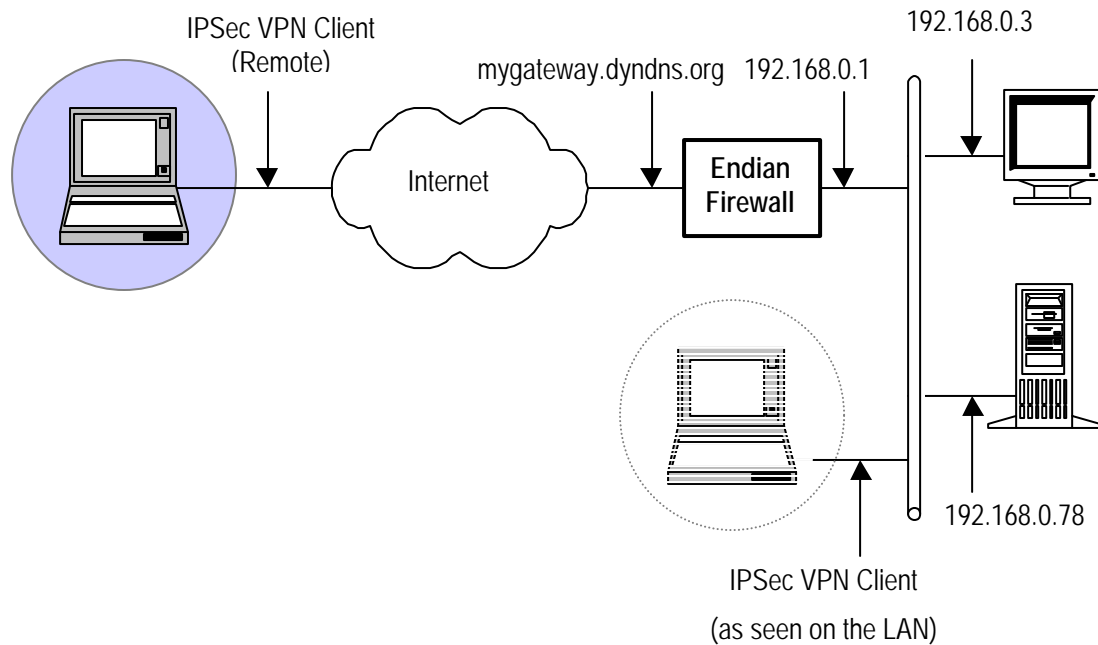 IPSec VPN Client
(Remote)
mygateway.dyndns.org
192.168.0.1
192.168.0.3
Internet
Endian
Firewall
192.168.0.78
IPSec VPN Client
(as seen on the LAN)